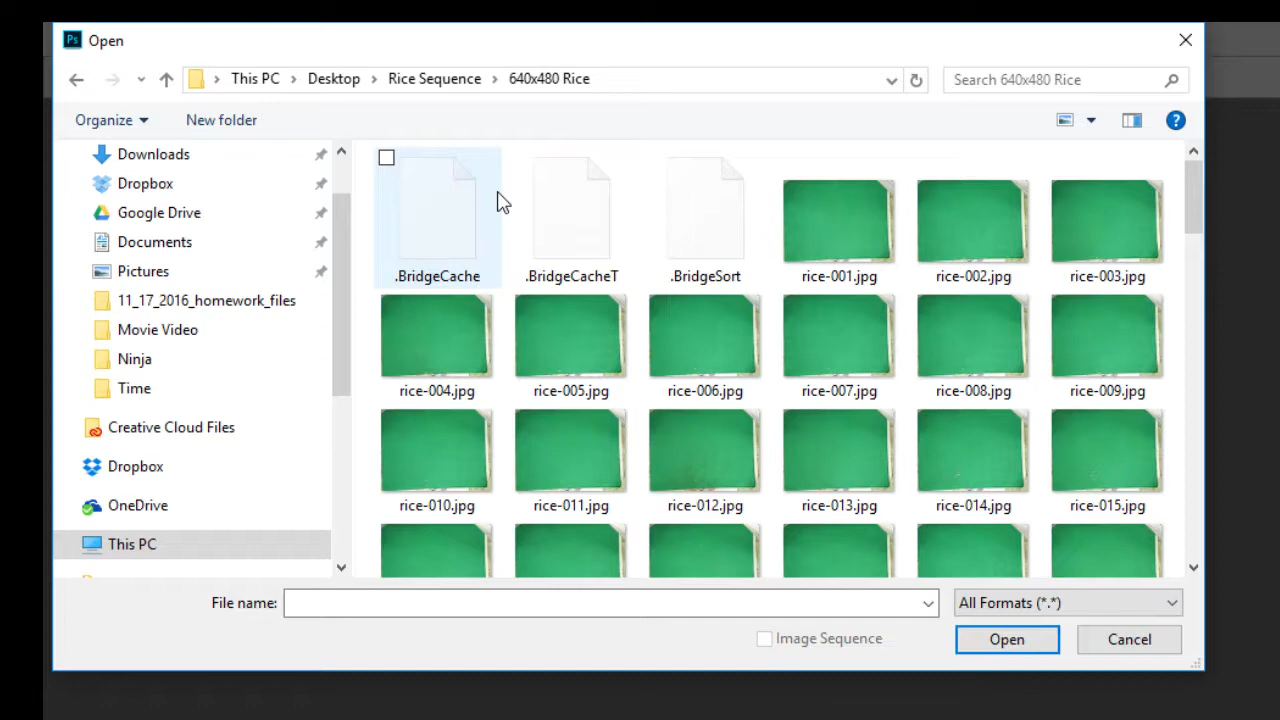 Ps Open
This PC Desktop Rice Sequence 640x480 Rice
Search 640x480 Rice
Organize New folder
Downloads
Dropbox
Google Drive
Documents
Pictures
11_17_2016_homework_files
Movie Video
Ninja
Time
Creative Cloud Files
Dropbox
OneDrive
This PC
.BridgeCache .BridgeCacheT .BridgeSort rice-001.jpg rice-002.jpg rice-003.jpg
rice-004.jpg rice-005.jpg rice-006.jpg rice-007.jpg rice-008.jpg rice-009.jpg
rice-010.jpg rice-011.jpg rice-012.jpg rice-013.jpg rice-014.jpg rice-015.jpg
File name: All Formats (*.*)
Image Sequence Open Cancel